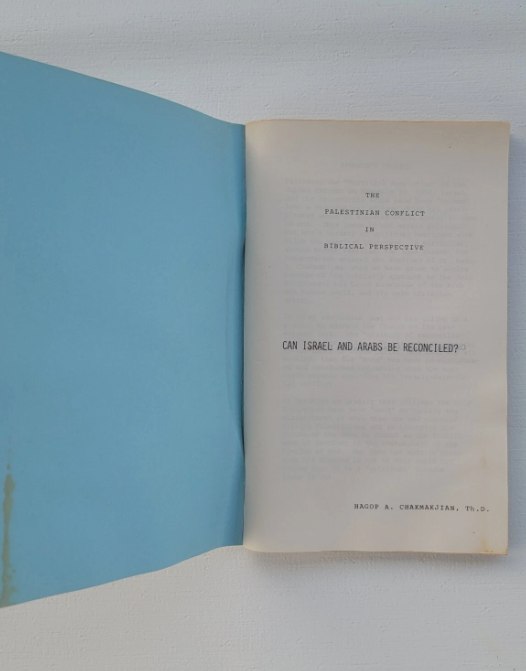 THE
PALESTINIAN CONFLICT
IN
BIBLICAL PERSPECTIVE
CAN ISRAEL AND ARABS BE RECONCILED?
HAGOP A. CHAKMAKJIAN, Th.D.